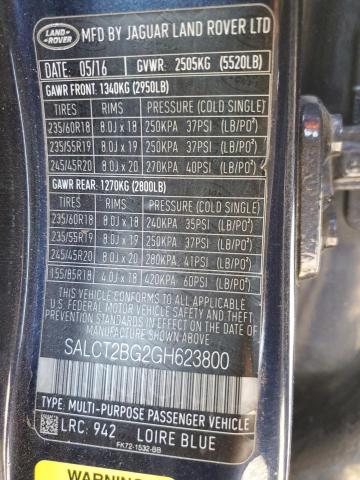 LAND ROVER MFD BY JAGUAR LAND ROVER LTD
DATE: 05/16 GVWR: 2505KG (5520LB)
GAWR FRONT: 1340KG (2950LB)
TIRES RIMS PRESSURE (COLD SINGLE)
235/60R18 8.0J x 18 250KPA 37PSI (LB/PO²)
235/55R19 8.0J x 19 250KPA 37PSI (LB/PO²)
245/45R20 8.0J x 20 270KPA 40PSI (LB/PO²)
GAWR REAR: 1270KG (2800LB)
TIRES RIMS PRESSURE (COLD SINGLE)
235/60R18 8.0J x 18 240KPA 35PSI (LB/PO²)
235/55R19 8.0J x 19 250KPA 37PSI (LB/PO²)
245/45R20 8.0J x 20 280KPA 41PSI (LB/PO²)
155/85R18 4.0J x 18 420KPA 60PSI (LB/PO²)
THIS VEHICLE CONFORMS TO ALL APPLICABLE
U.S. FEDERAL MOTOR VEHICLE SAFETY AND
THEFT PREVENTION STANDARDS IN EFFECT ON
THE DATE OF MANUFACTURE SHOWN ABOVE.
SALCT2BG2GH623800
TYPE: MULTI-PURPOSE PASSENGER VEHICLE
LRC: 942 LOIRE BLUE
FK72-1532-BB
WARNING